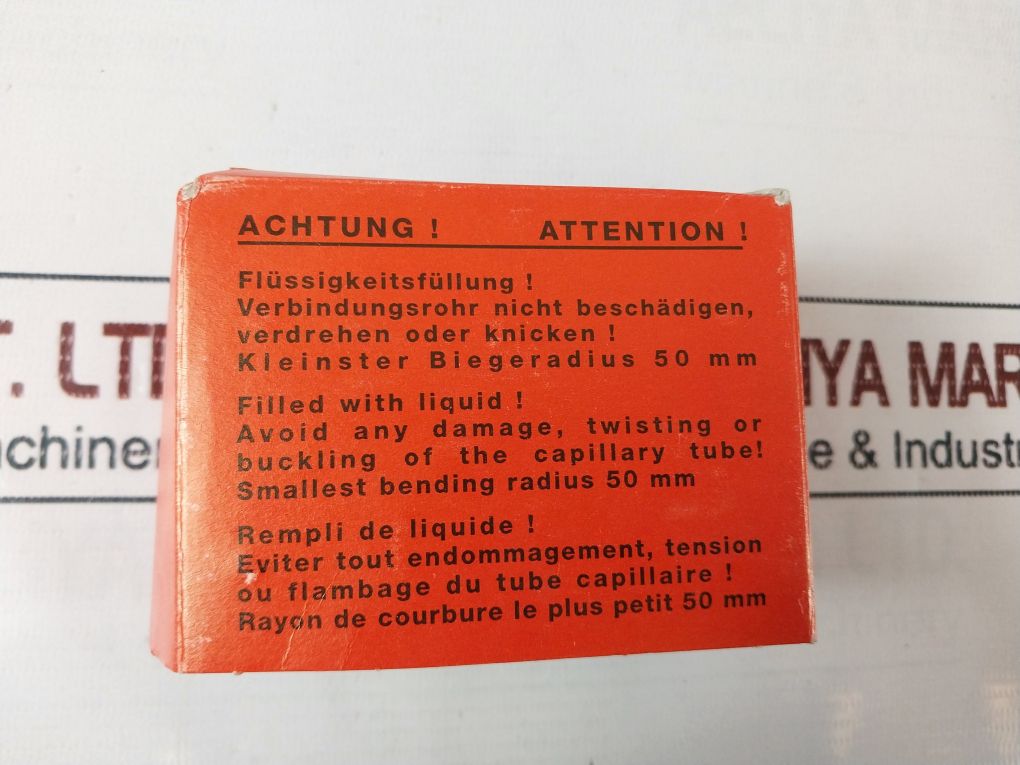 ACHTUNG ! ATTENTION !
Flüssigkeitsfüllung !
Verbindungsrohr nicht beschädigen,
verdrehen oder knicken !
Kleinster Biegeradius 50 mm
Filled with liquid !
Avoid any damage, twisting or
buckling of the capillary tube!
Smallest bending radius 50 mm
Rempli de liquide !
Eviter tout endommagement, tension
ou flambage du tube capillaire !
Rayon de courbure le plus petit 50 mm
e & Industr